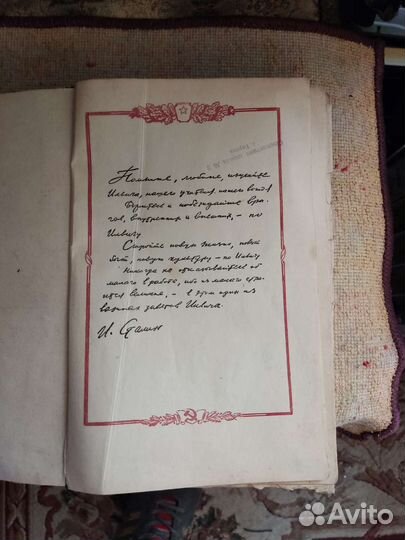 Помните, любите, изучайте
Ильича, нашего учителя, нашего вождя.
Боритесь и побеждайте вра-
гов, внутренних и внешних, – по
Ильичу.
Стройте новую жизнь, новый
быт, новую культуру – по Ильичу.
Никогда не отказывайтесь от
малого в работе, ибо из малого стро-
ится великое, – в этом один из
важных заветов Ильича.
И. Сталин
Avito